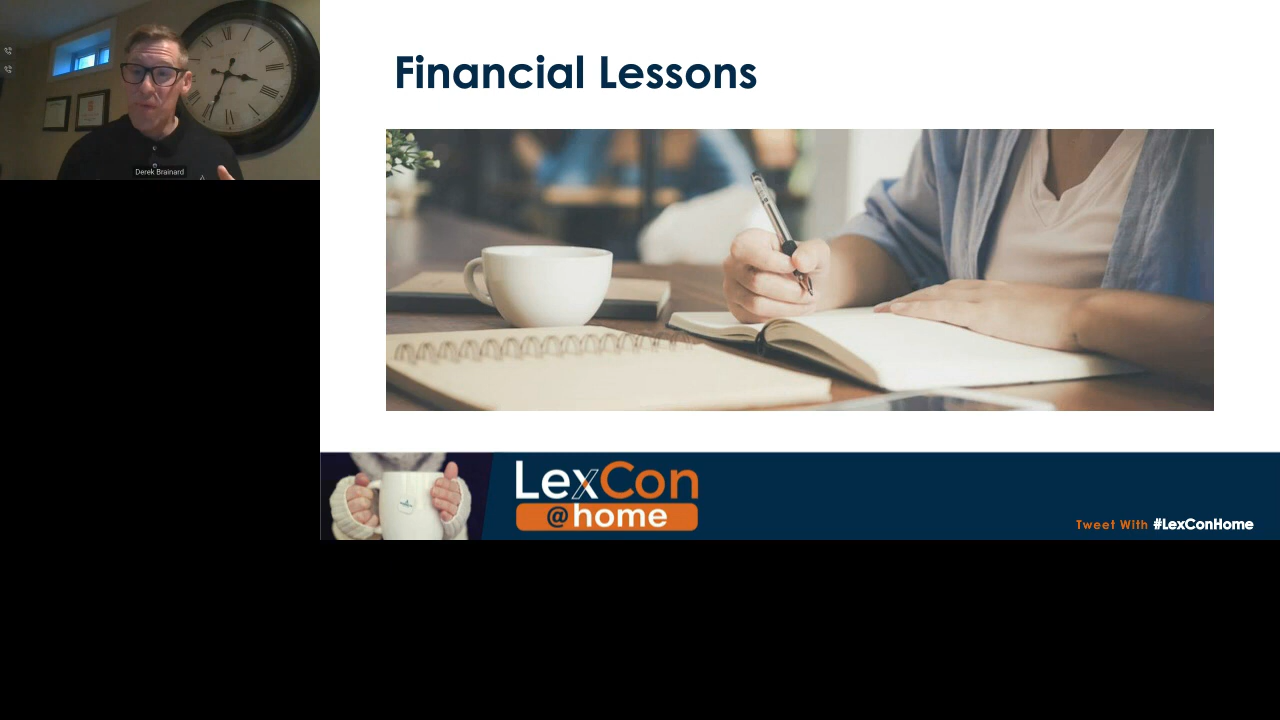 Derek Brainard
Financial Lessons
LexCon
@home
Tweet With #LexConHome